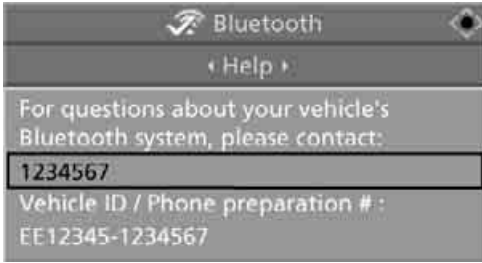 Bluetooth
Help
For questions about your vehicle's
Bluetooth system, please contact:
1234567
Vehicle ID / Phone preparation # :
EE12345-1234567